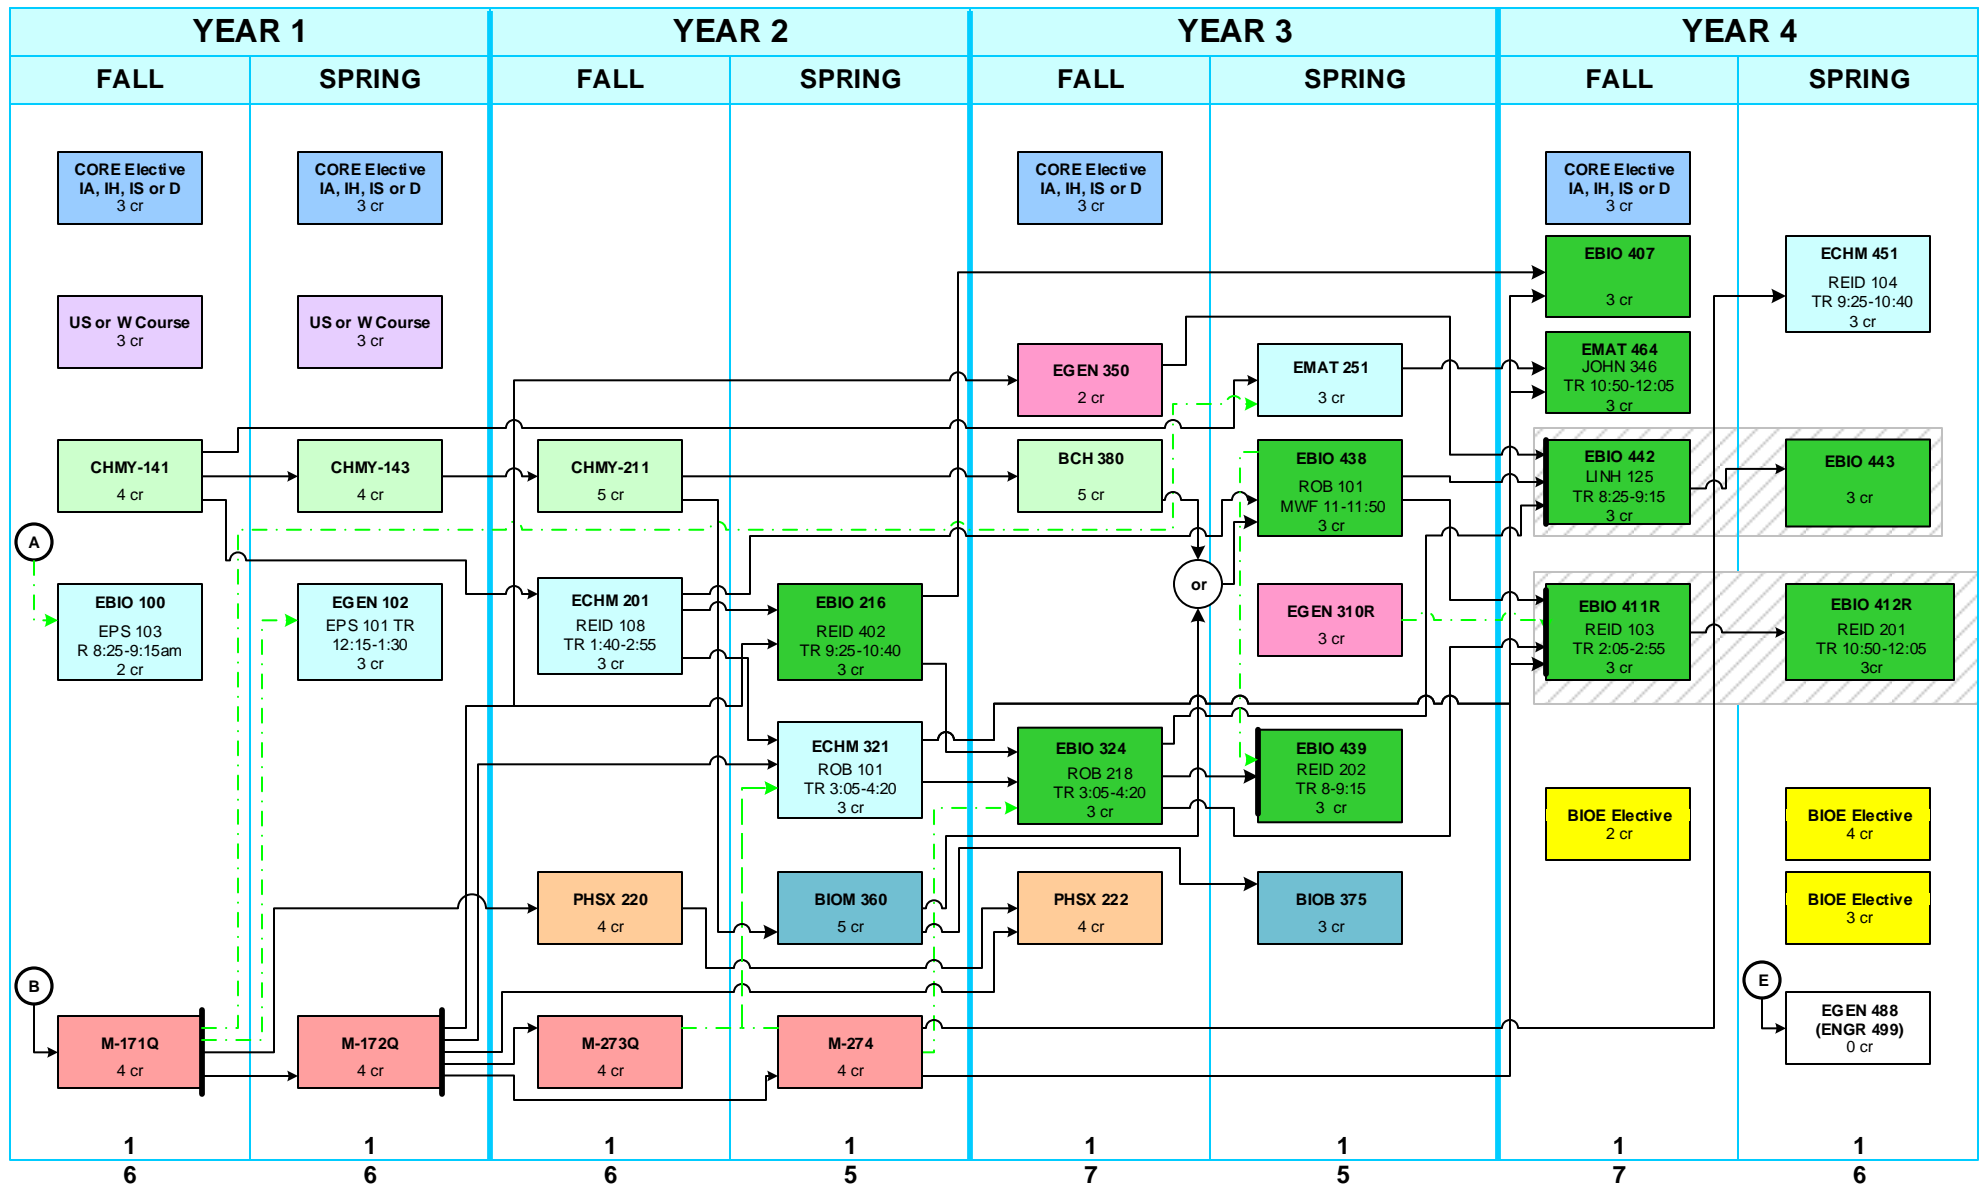 YEAR 1
YEAR 2
YEAR 3
YEAR 4
FALL
SPRING
FALL
SPRING
FALL
SPRING
FALL
SPRING
CORE Elective
IA, IH, IS or D
3 cr
CORE Elective
IA, IH, IS or D
3 cr
CORE Elective
IA, IH, IS or D
3 cr
CORE Elective
IA, IH, IS or D
3 cr
EBIO 407
3 cr
ECHM 451
REID 104
TR 9:25-10:40
3 cr
US or W Course
3 cr
US or W Course
3 cr
EGEN 350
2 cr
EMAT 251
3 cr
EMAT 464
JOHN 346
TR 10:50-12:05
3 cr
CHMY-141
4 cr
CHMY-143
4 cr
CHMY-211
5 cr
BCH 380
5 cr
EBIO 438
ROB 101
MWF 11-11:50
3 cr
EBIO 442
LINH 125
TR 8:25-9:15
3 cr
EBIO 443
3 cr
A
or
EBIO 100
EPS 103
R 8:25-9:15am
2 cr
EGEN 102
EPS 101 TR
12:15-1:30
3 cr
ECHM 201
REID 108
TR 1:40-2:55
3 cr
EBIO 216
REID 402
TR 9:25-10:40
3 cr
EGEN 310R
3 cr
EBIO 411R
REID 103
TR 2:05-2:55
3 cr
EBIO 412R
REID 201
TR 10:50-12:05
3cr
ECHM 321
ROB 101
TR 3:05-4:20
3 cr
EBIO 324
ROB 218
TR 3:05-4:20
3 cr
EBIO 439
REID 202
TR 8-9:15
3 cr
BIOE Elective
2 cr
BIOE Elective
4 cr
PHSX 220
4 cr
BIOM 360
5 cr
PHSX 222
4 cr
BIOB 375
3 cr
BIOE Elective
3 cr
B
E
M-171Q
4 cr
M-172Q
4 cr
M-273Q
4 cr
M-274
4 cr
EGEN 488
(ENGR 499)
0 cr
1
6
1
6
1
6
1
5
1
7
1
5
1
7
1
6